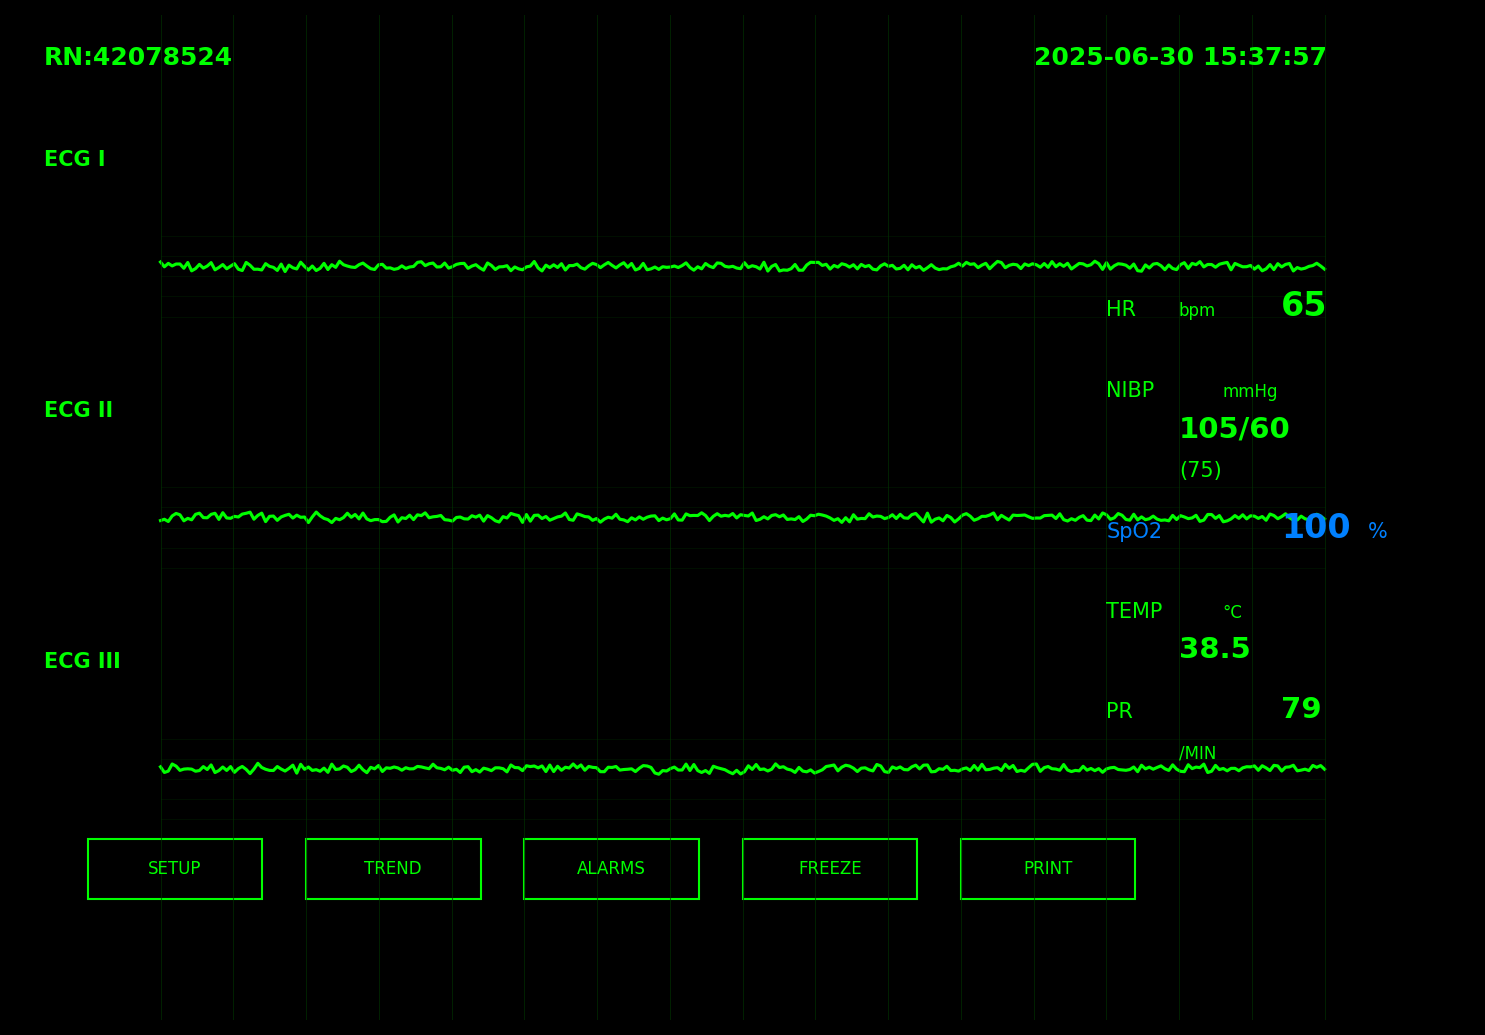 RN:42078524 2025-06-30 15:37:57
ECG I
HR bpm 65
NIBP mmHg
ECG II
105/60
(75)
SpO2 100 %
TEMP °C
38.5
ECG III
PR 79
/MIN
SETUP TREND ALARMS FREEZE PRINT